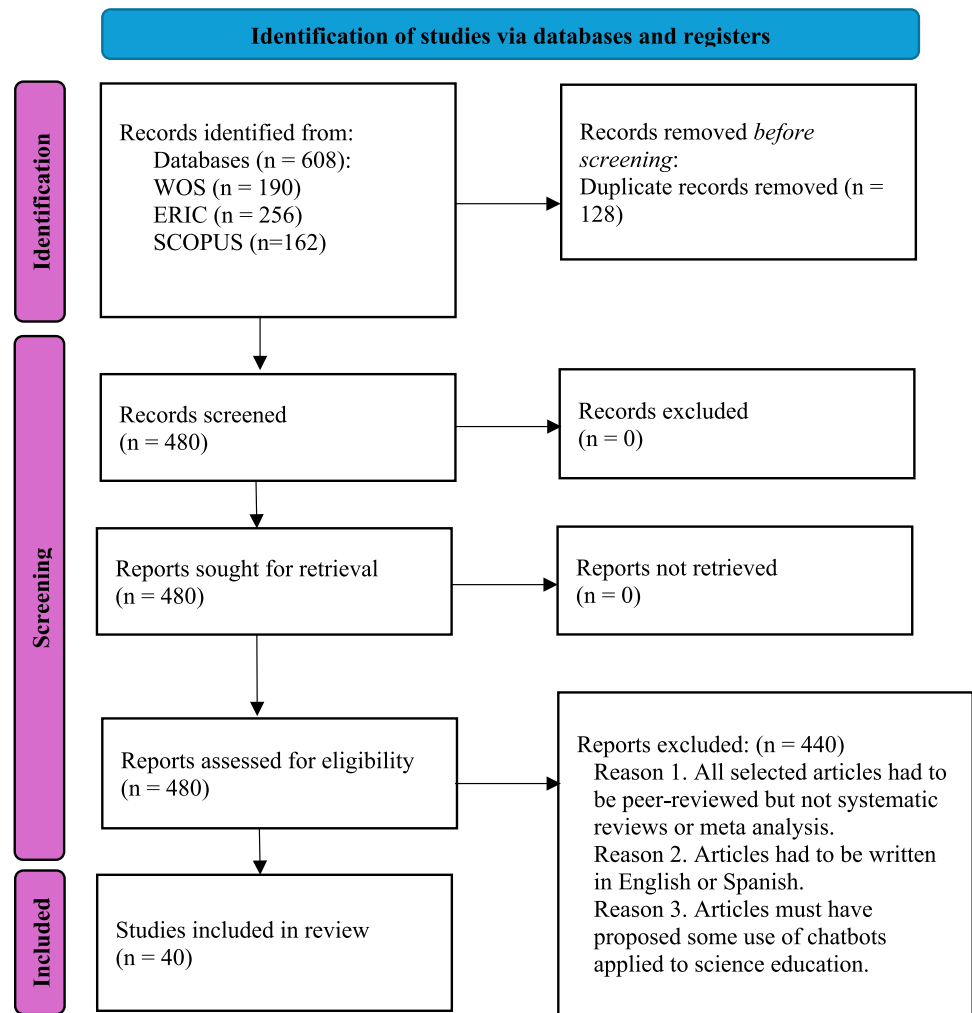 Identification of studies via databases and registers
Identification
Records identified from:
Databases (n = 608):
WOS (n = 190)
ERIC (n = 256)
SCOPUS (n=162)
Records removed before
screening:
Duplicate records removed (n =
128)
Screening
Records screened
(n = 480)
Records excluded
(n = 0)
Reports sought for retrieval
(n = 480)
Reports not retrieved
(n = 0)
Reports assessed for eligibility
(n = 480)
Reports excluded: (n = 440)
Reason 1. All selected articles had to
be peer-reviewed but not systematic
reviews or meta analysis.
Reason 2. Articles had to be written
in English or Spanish.
Reason 3. Articles must have
proposed some use of chatbots
applied to science education.
Included
Studies included in review
(n = 40)